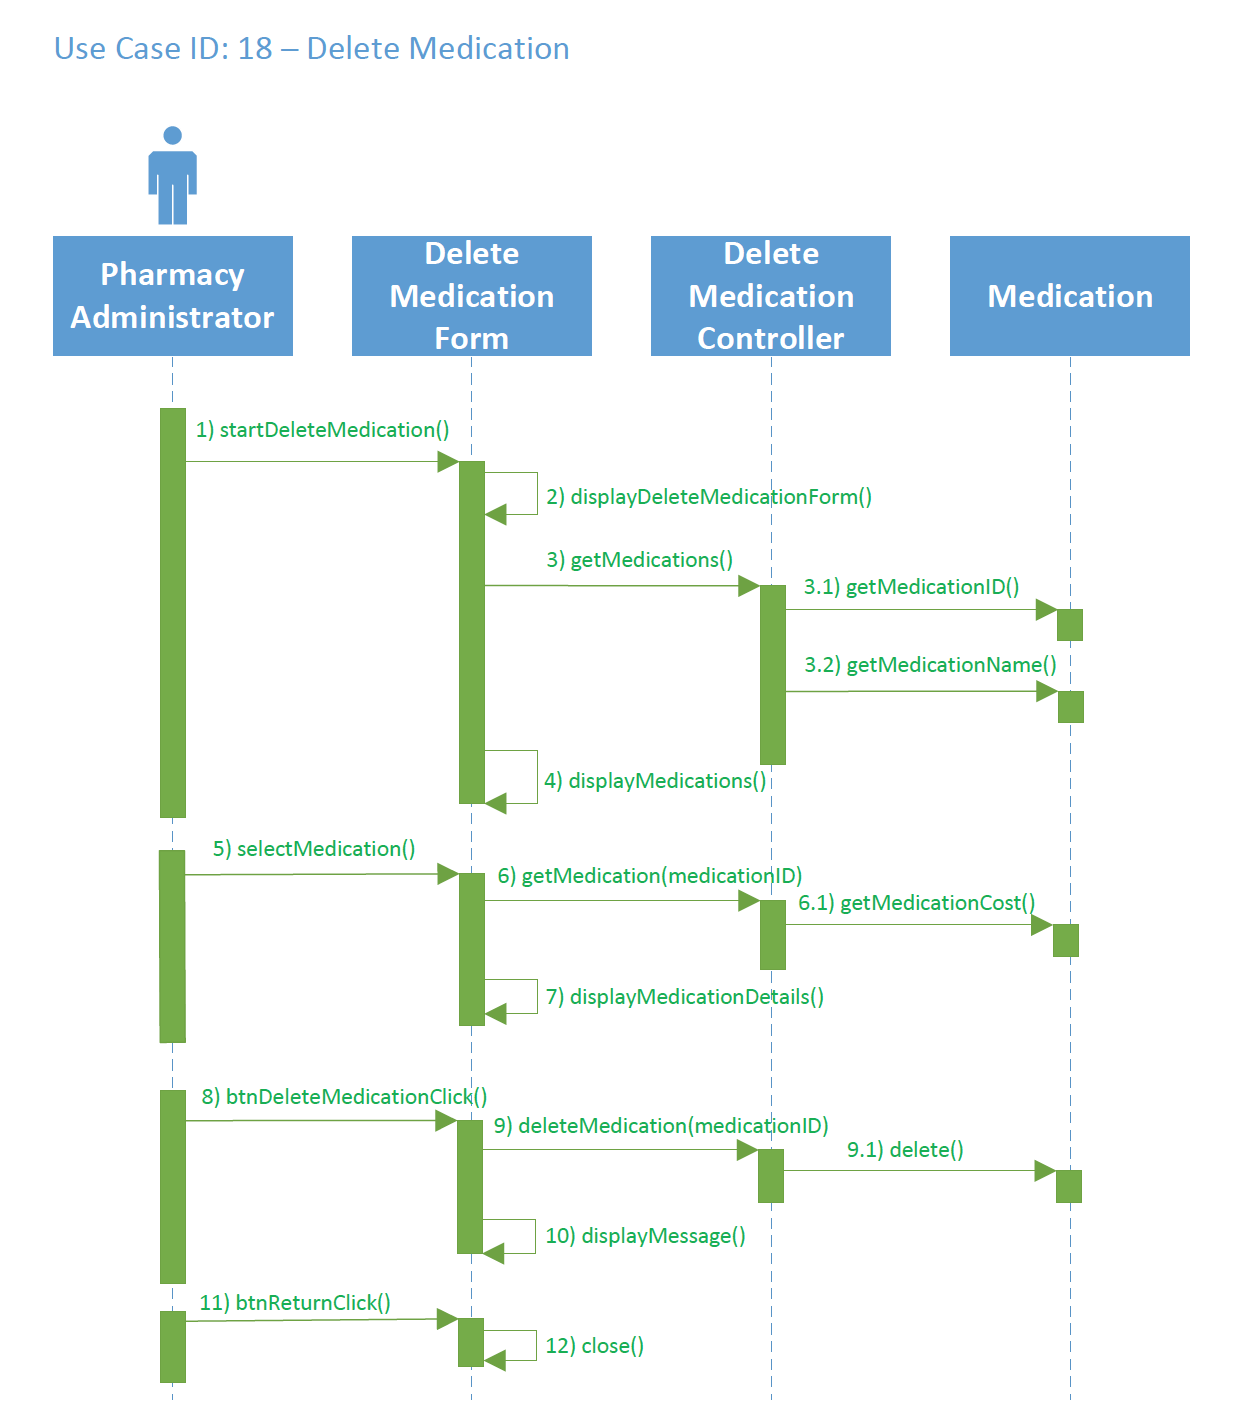 Use Case ID: 18 – Delete Medication
Pharmacy
Administrator
Delete
Medication
Form
Delete
Medication
Controller
Medication
1) startDeleteMedication()
2) displayDeleteMedicationForm()
3) getMedications()
3.1) getMedicationID()
3.2) getMedicationName()
4) displayMedications()
5) selectMedication()
6) getMedication(medicationID)
6.1) getMedicationCost()
7) displayMedicationDetails()
8) btnDeleteMedicationClick()
9) deleteMedication(medicationID)
9.1) delete()
10) displayMessage()
11) btnReturnClick()
12) close()